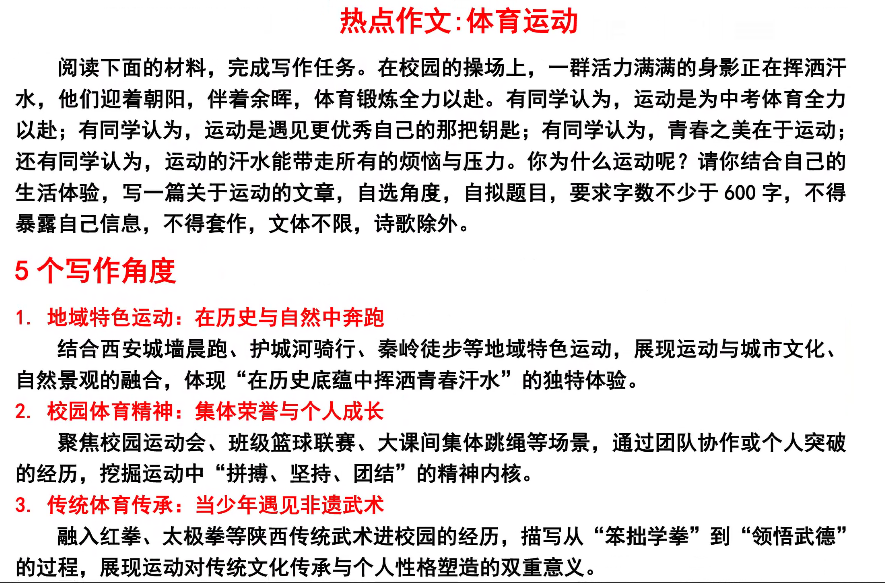 热点作文:体育运动
阅读下面的材料，完成写作任务。在校园的操场上，一群活力满满的身影正在挥洒汗
水，他们迎着朝阳，伴着余晖，体育锻炼全力以赴。有同学认为，运动是为中考体育全力
以赴；有同学认为，运动是遇见更优秀自己的那把钥匙；有同学认为，青春之美在于运动；
还有同学认为，运动的汗水能带走所有的烦恼与压力。你为什么运动呢？请你结合自己的
生活体验，写一篇关于运动的文章，自选角度，自拟题目，要求字数不少于 600 字，不得
暴露自己信息，不得套作，文体不限，诗歌除外。
5 个写作角度
1. 地域特色运动：在历史与自然中奔跑
结合西安城墙晨跑、护城河骑行、秦岭徒步等地域特色运动，展现运动与城市文化、
自然景观的融合，体现“在历史底蕴中挥洒青春汗水”的独特体验。
2. 校园体育精神：集体荣誉与个人成长
聚焦校园运动会、班级篮球联赛、大课间集体跳绳等场景，通过团队协作或个人突破
的经历，挖掘运动中“拼搏、坚持、团结”的精神内核。
3. 传统体育传承：当少年遇见非遗武术
融入红拳、太极拳等陕西传统武术进校园的经历，描写从“笨拙学拳”到“领悟武德”
的过程，展现运动对传统文化传承与个人性格塑造的双重意义。